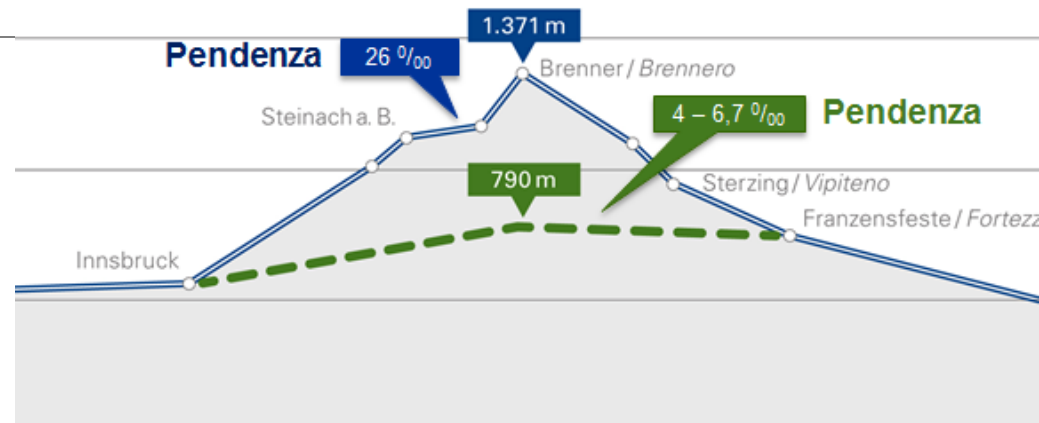 1.371 m
Pendenza
26 ⁰/₀₀
Brenner / Brennero
Steinach a. B.
4 – 6,7 ⁰/₀₀
Pendenza
790 m
Sterzing / Vipiteno
Franzensfeste / Fortezz
Innsbruck